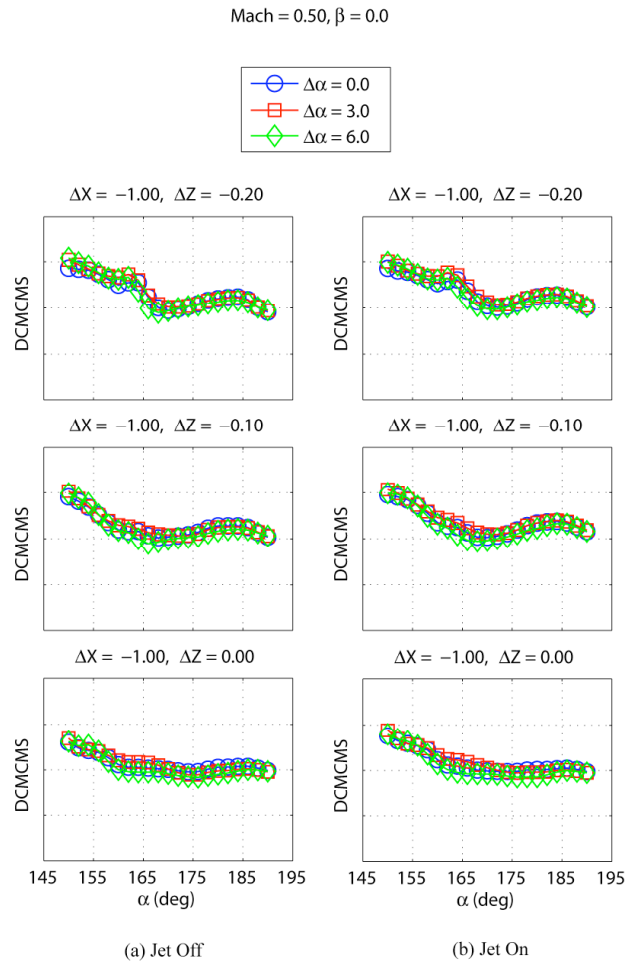 Mach = 0.50, β = 0.0
Δα = 0.0
Δα = 3.0
Δα = 6.0
ΔX = −1.00, ΔZ = −0.20
ΔX = −1.00, ΔZ = −0.20
DCMCMS
DCMCMS
ΔX = −1.00, ΔZ = −0.10
ΔX = −1.00, ΔZ = −0.10
DCMCMS
DCMCMS
ΔX = −1.00, ΔZ = 0.00
ΔX = −1.00, ΔZ = 0.00
DCMCMS
DCMCMS
145 155 165 175 185 195
145 155 165 175 185 195
α (deg)
α (deg)
(a) Jet Off
(b) Jet On